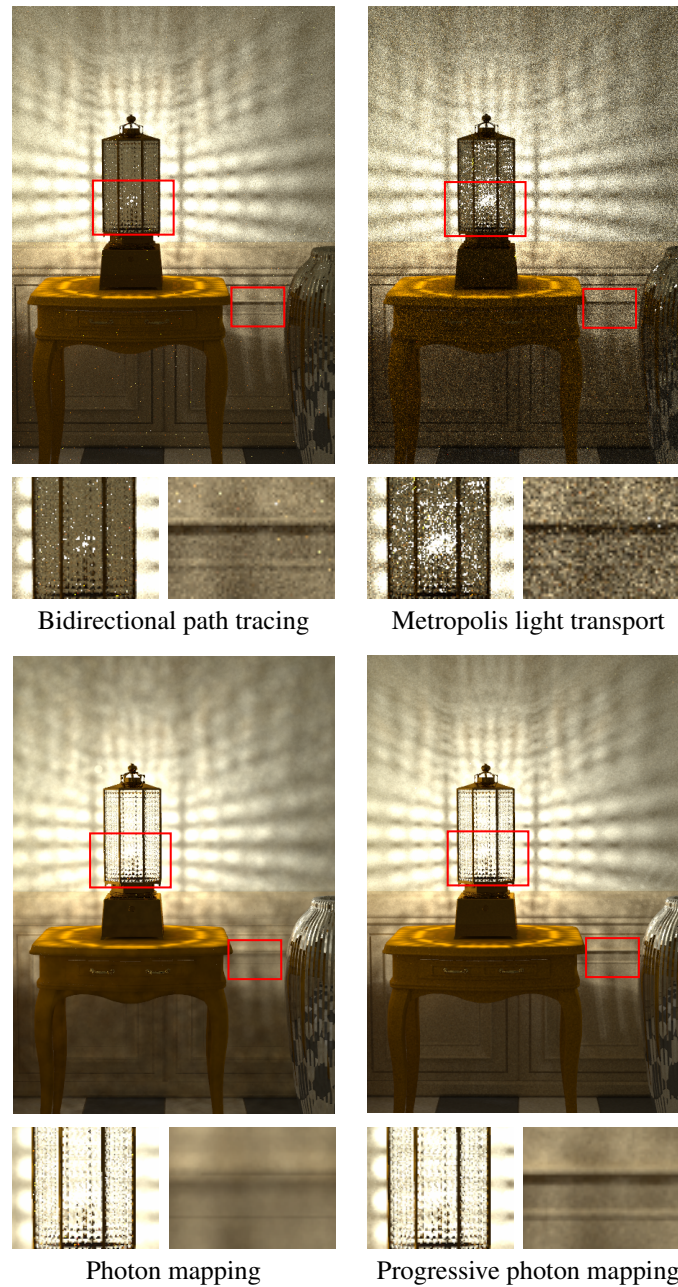 Bidirectional path tracing
Metropolis light transport
Photon mapping
Progressive photon mapping